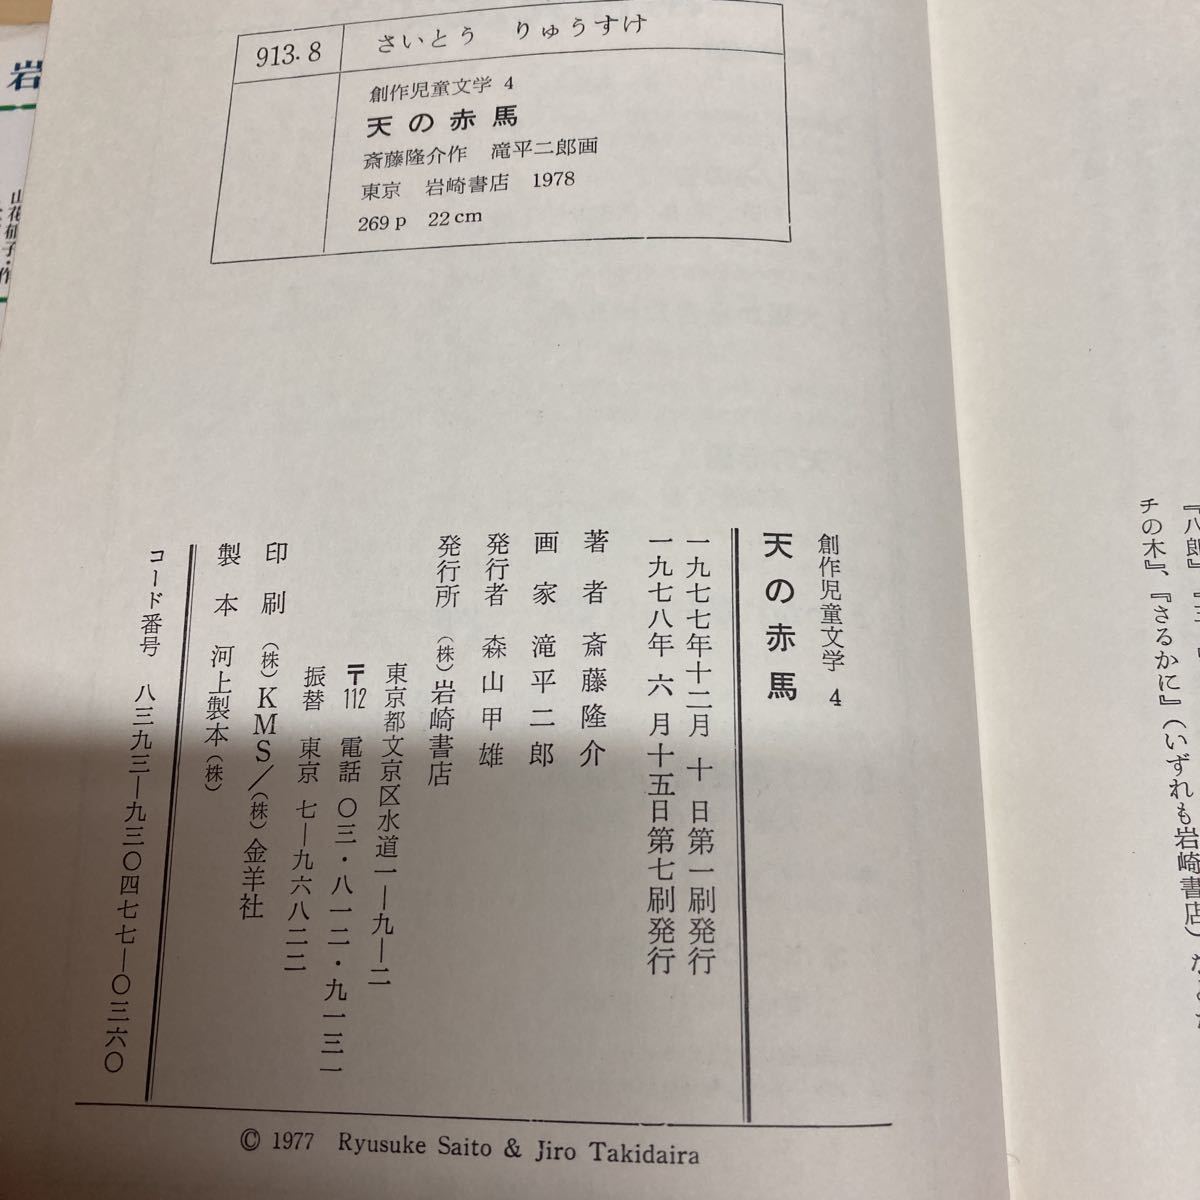 913.8
さいとう りゅうすけ
創作児童文学 4
天の赤馬
斎藤隆介作 滝平二郎画
東京 岩崎書店 1978
269p 22cm
創作児童文学 4
天の赤馬
一九七七年十二月 十 日第一刷発行
一九七八年 六 月十五日第七刷発行
著 者 斎藤隆介
画 家 滝平二郎
発行者 森山甲雄
発行所 (株)岩崎書店
東京都文京区水道一—九—二
〒112 電話 〇三・八一二・九一三一
振替 東京 七—九六八二二
印 刷 (株)KMS/(株)金羊社
製 本 河上製本(株)
コード番号 八三九三—九三〇四七七—〇三六〇
© 1977 Ryusuke Saito & Jiro Takidaira
チの木』、『さるかに』(いずれも岩崎書店)
岩
山花郁子・作